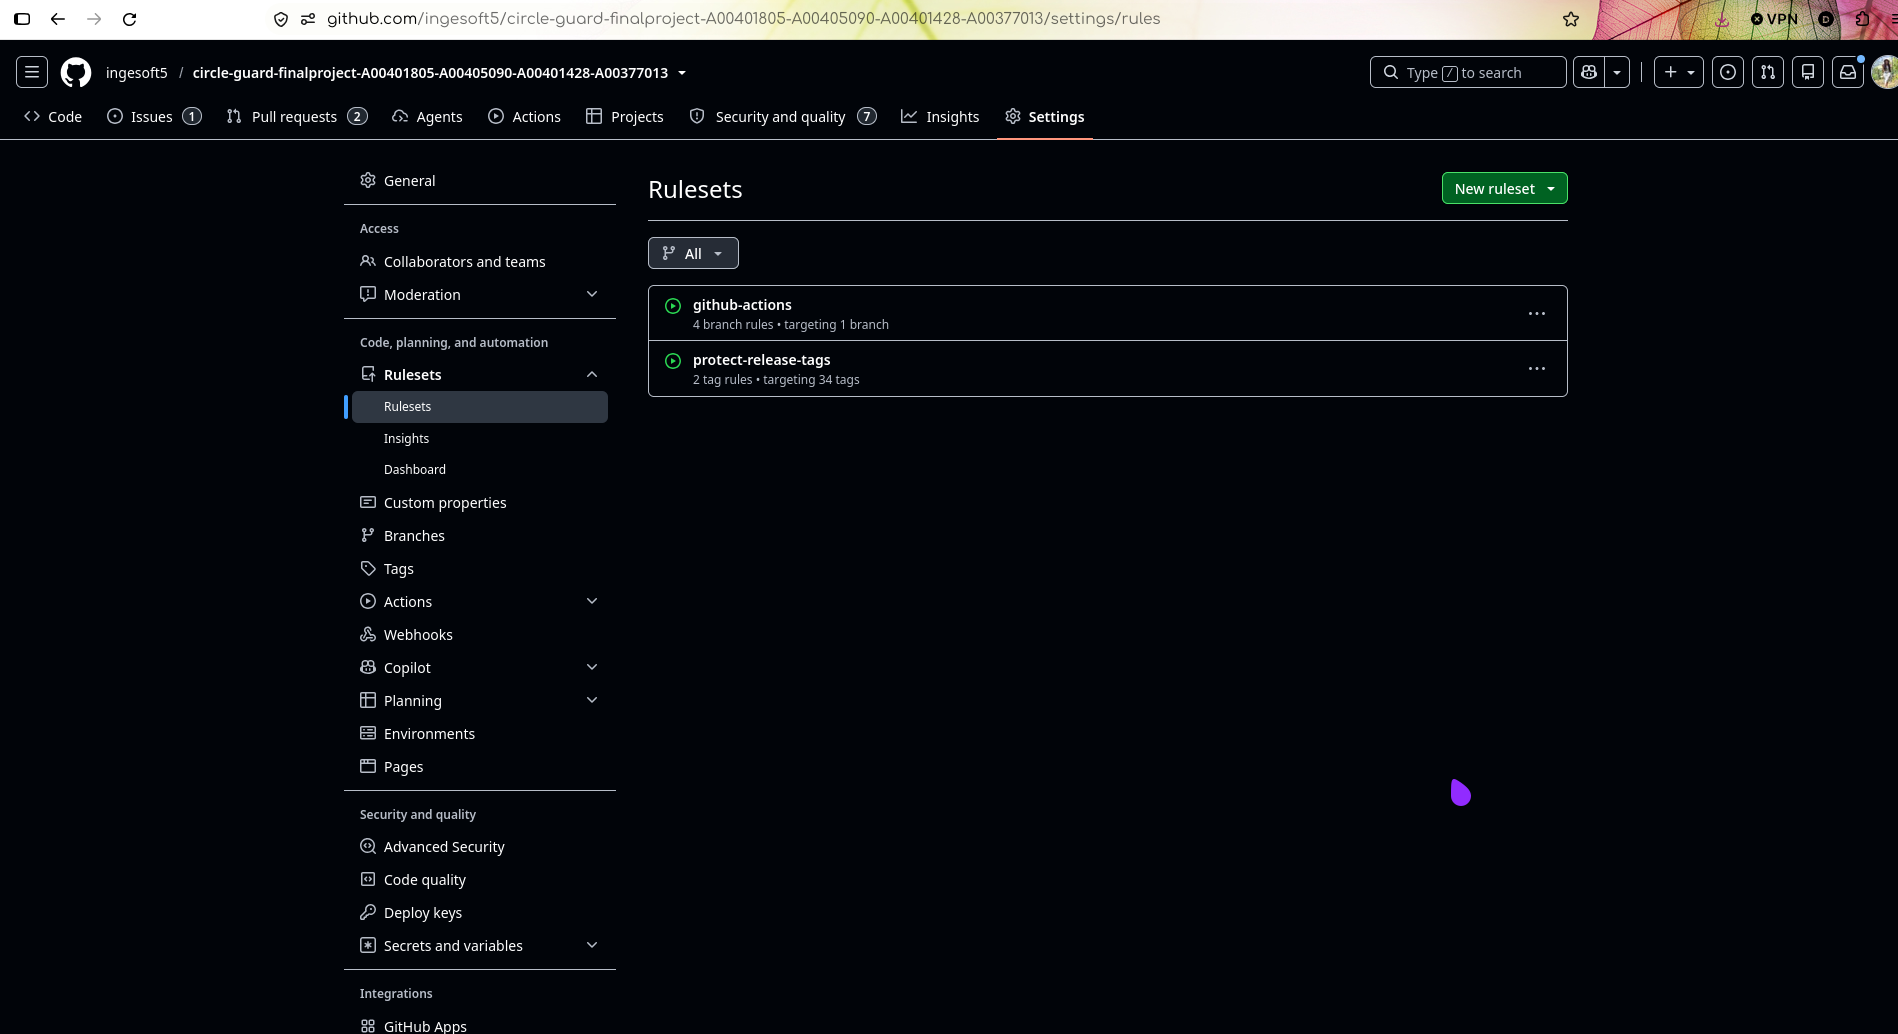 github.com/ingesoft5/circle-guard-finalproject-A00401805-A00405090-A00401428-A00377013/settings/rules
VPN
D
ingesoft5 / circle-guard-finalproject-A00401805-A00405090-A00401428-A00377013
Type / to search
Code
Issues 1
Pull requests 2
Agents
Actions
Projects
Security and quality 7
Insights
Settings
General
Access
Collaborators and teams
Moderation
Code, planning, and automation
Rulesets
Rulesets
Insights
Dashboard
Custom properties
Branches
Tags
Actions
Webhooks
Copilot
Planning
Environments
Pages
Security and quality
Advanced Security
Code quality
Deploy keys
Secrets and variables
Integrations
GitHub Apps
Rulesets
New ruleset
All
github-actions
4 branch rules • targeting 1 branch
protect-release-tags
2 tag rules • targeting 34 tags